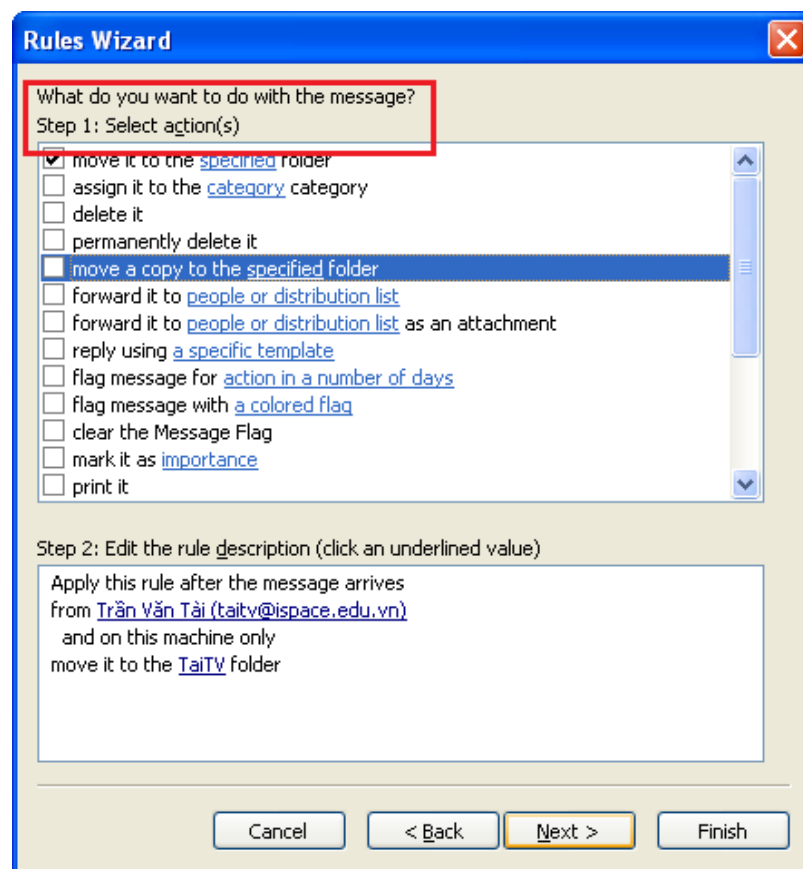 Rules Wizard
What do you want to do with the message?
Step 1: Select action(s)
move it to the specified folder
assign it to the category category
delete it
permanently delete it
move a copy to the specified folder
forward it to people or distribution list
forward it to people or distribution list as an attachment
reply using a specific template
flag message for action in a number of days
flag message with a colored flag
clear the Message Flag
mark it as importance
print it
Step 2: Edit the rule description (click an underlined value)
Apply this rule after the message arrives
from Trần Văn Tài (taitv@ispace.edu.vn)
and on this machine only
move it to the TaiTV folder
Cancel < Back Next > Finish